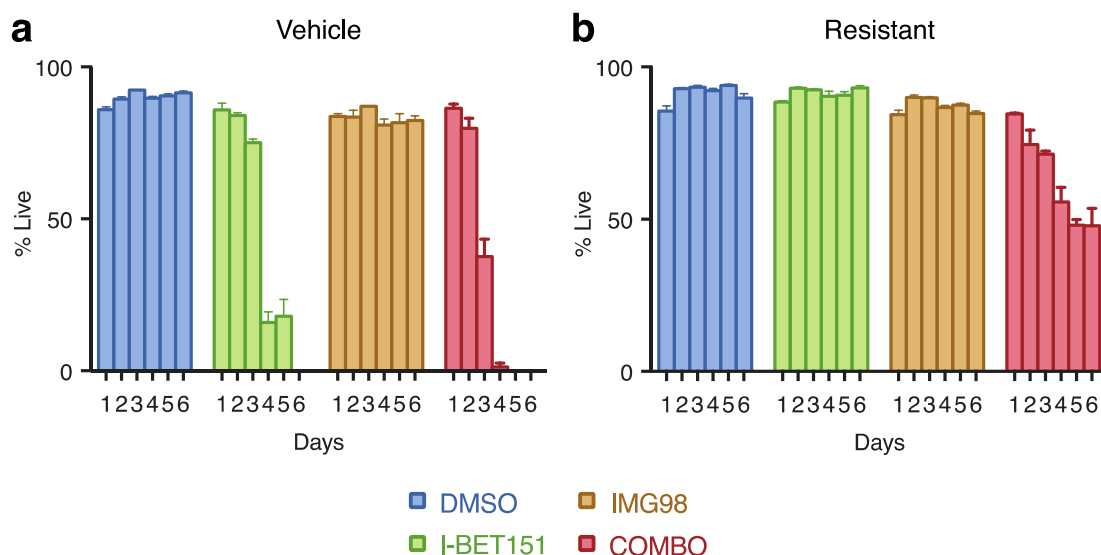 a
Vehicle
100
50
0
% Live
123456 123456 123456 123456
Days
b
Resistant
100
50
0
% Live
123456 123456 123456 123456
Days
DMSO
IMG98
I-BET151
COMBO